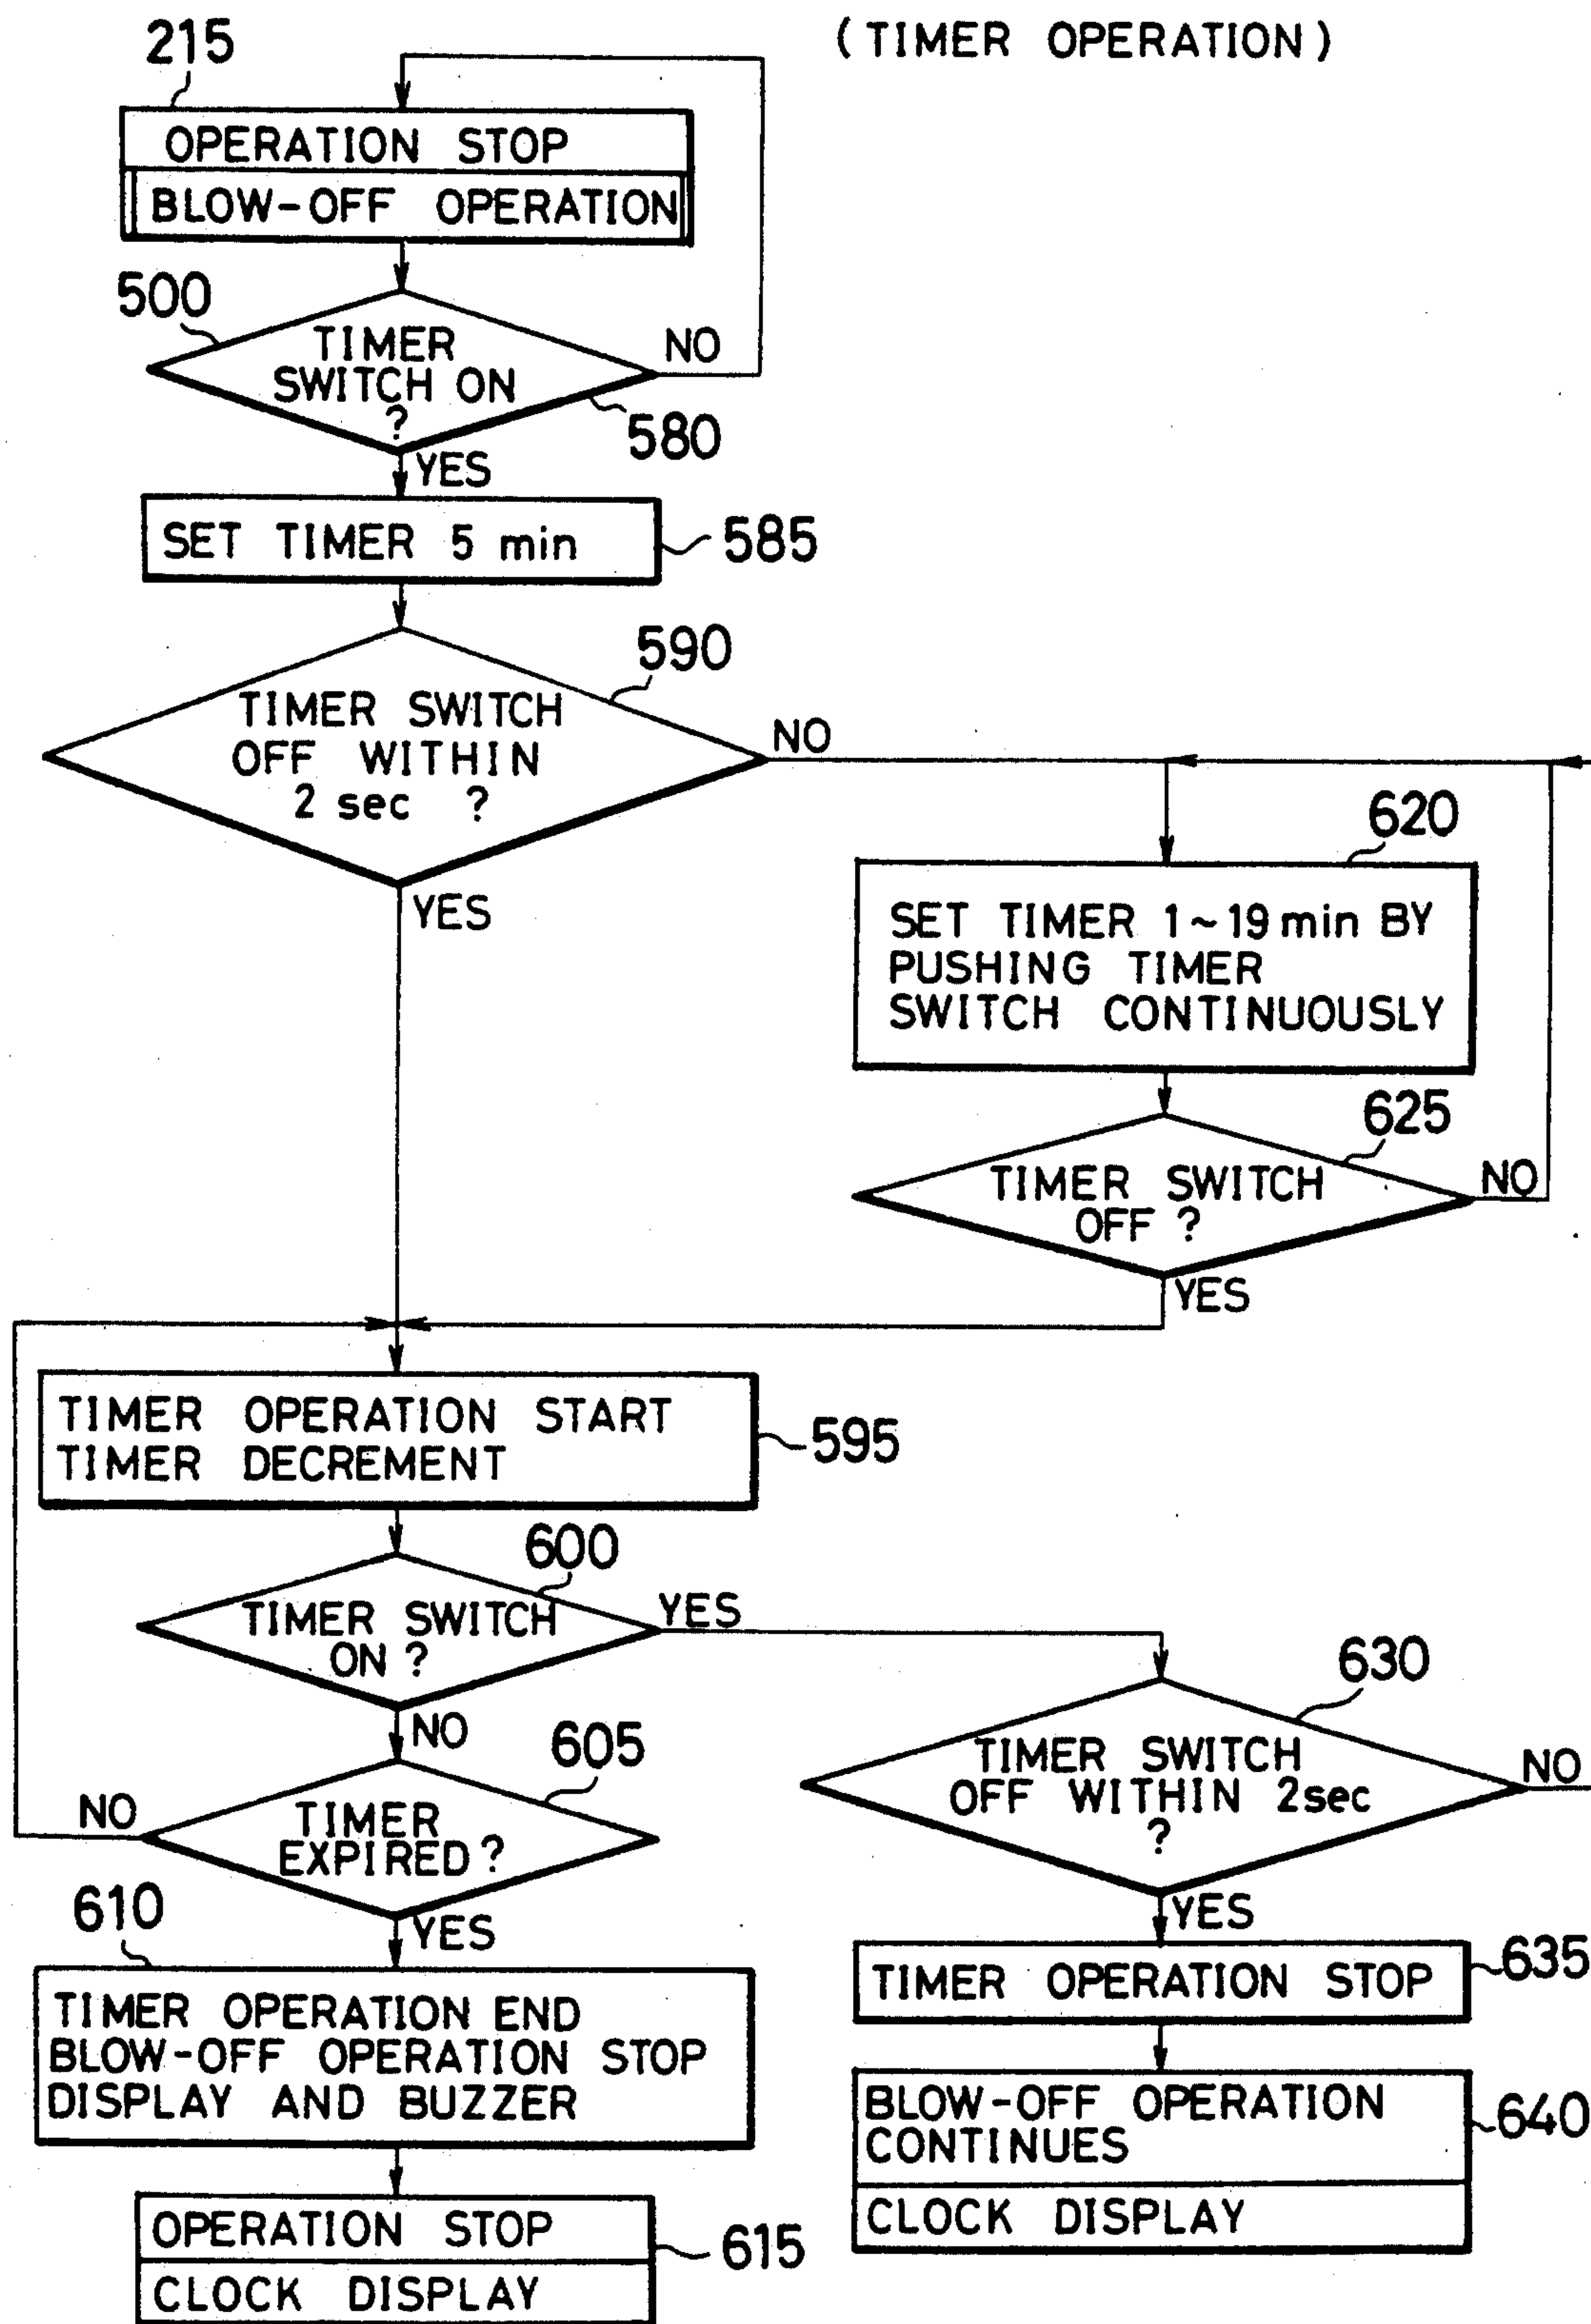 (TIMER OPERATION)
215
OPERATION STOP
BLOW-OFF OPERATION
500
TIMER
SWITCH ON
?
NO
580
YES
SET TIMER 5 min
585
590
TIMER SWITCH
OFF WITHIN
2 sec ?
NO
YES
620
SET TIMER 1~19 min BY
PUSHING TIMER
SWITCH CONTINUOUSLY
625
TIMER SWITCH
OFF ?
NO
YES
TIMER OPERATION START
TIMER DECREMENT
595
600
TIMER SWITCH
ON ?
YES
NO
605
TIMER
EXPIRED ?
NO
YES
630
TIMER SWITCH
OFF WITHIN 2sec
?
NO
YES
610
TIMER OPERATION END
BLOW-OFF OPERATION STOP
DISPLAY AND BUZZER
TIMER OPERATION STOP
635
BLOW-OFF OPERATION
CONTINUES
640
CLOCK DISPLAY
OPERATION STOP
615
CLOCK DISPLAY